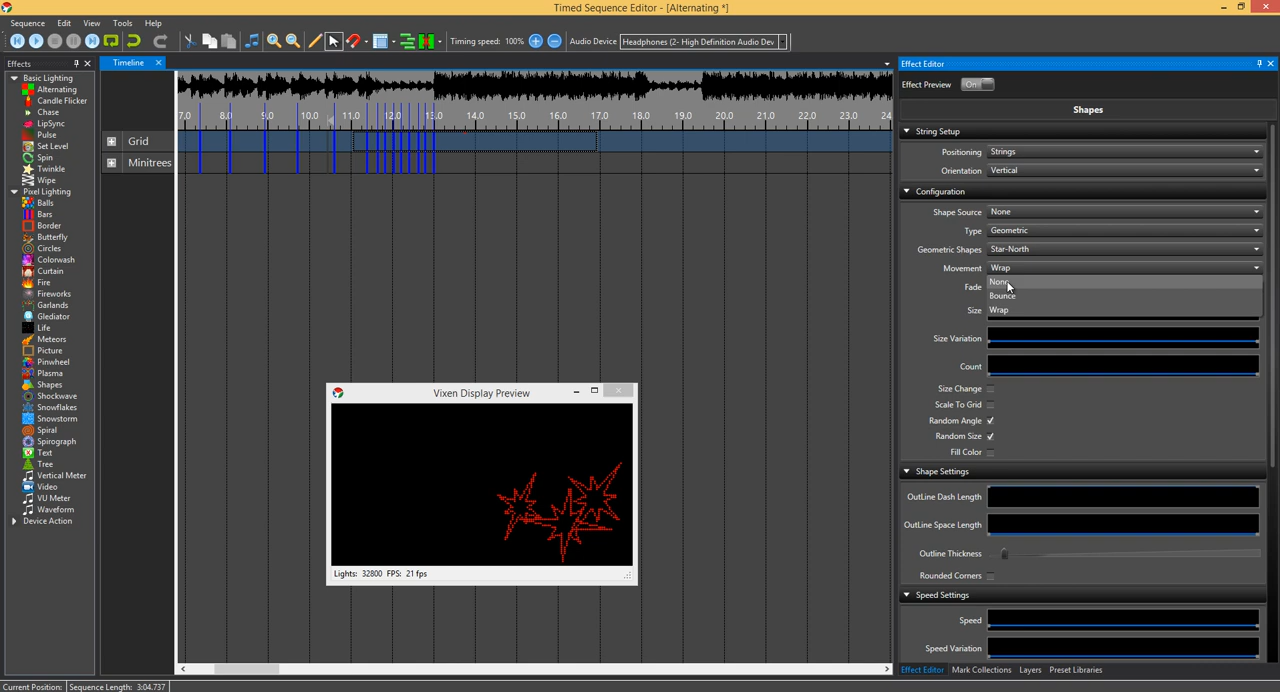 Timed Sequence Editor - [Alternating *]
Sequence Edit View Tools Help
Timing speed: 100% Audio Device Headphones (2- High Definition Audio Dev
Effects
Basic Lighting
Alternating
Candle Flicker
Chase
LipSync
Pulse
Set Level
Spin
Twinkle
Wipe
Pixel Lighting
Balls
Bars
Border
Butterfly
Circles
Colorwash
Curtain
Fire
Fireworks
Garlands
Glediator
Life
Meteors
Picture
Pinwheel
Plasma
Shapes
Shockwave
Snowflakes
Snowstorm
Spiral
Spirograph
Text
Tree
Vertical Meter
Video
VU Meter
Waveform
Device Action
Timeline
7.0 8.0 9.0 10.0 11.0 12.0 13.0 14.0 15.0 16.0 17.0 18.0 19.0 20.0 21.0 22.0 23.0 24
Grid
Minitrees
Vixen Display Preview
Lights: 32800 FPS: 21 fps
Effect Editor
Effect Preview On
Shapes
String Setup
Positioning Strings
Orientation Vertical
Configuration
Shape Source None
Type Geometric
Geometric Shapes Star-North
Movement Wrap
None
Bounce
Wrap
Fade
Size
Size Variation
Count
Size Change
Scale To Grid
Random Angle
Random Size
Fill Color
Shape Settings
OutLine Dash Length
OutLine Space Length
Outline Thickness
Rounded Corners
Speed Settings
Speed
Speed Variation
Effect Editor Mark Collections Layers Preset Libraries
Current Position: Sequence Length: 3:04.737